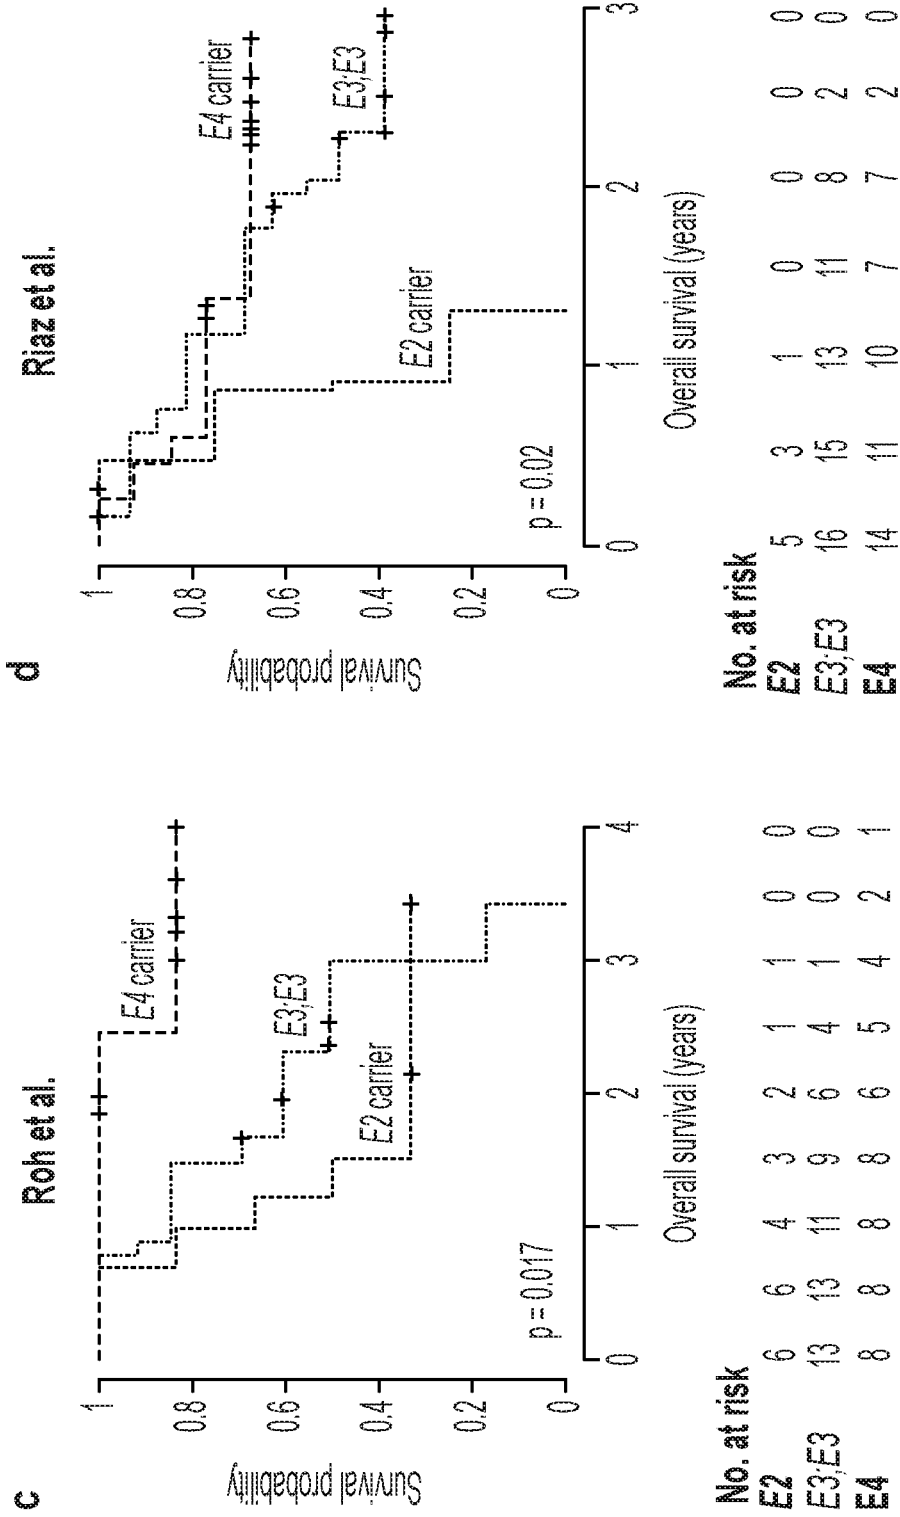 c
Roh et al.
Survival probability
1
0.8
0.6
0.4
0.2
0
E4 carrier
E3;E3
E2 carrier
p = 0.017
0 1 2 3 4
Overall survival (years)
No. at risk
E2 6 6 4 3 2 1 1 0 0
E3;E3 13 13 11 9 6 4 1 0 0
E4 8 8 8 8 6 5 4 2 1
d
Riaz et al.
Survival probability
1
0.8
0.6
0.4
0.2
0
E4 carrier
E3;E3
E2 carrier
p = 0.02
0 1 2 3
Overall survival (years)
No. at risk
E2 5 3 1 0 0 0 0
E3;E3 16 15 13 11 8 2 0
E4 14 11 10 7 7 2 0